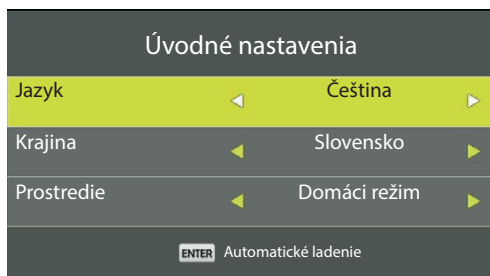 Úvodné nastavenia
Jazyk Čeština
Krajina Slovensko
Prostredie Domáci režim
ENTER Automatické ladenie